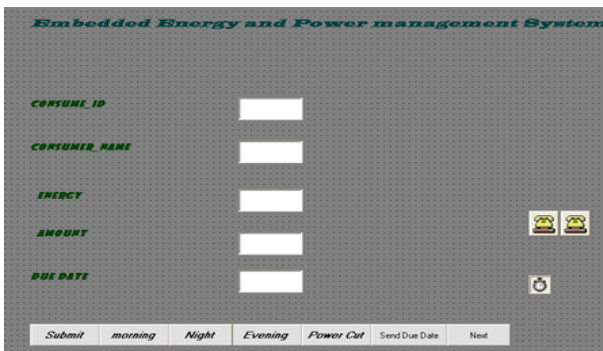 Embedded Energy and Power management System
CONSUME_ID
CONSUMER_NAME
ENERGY
AMOUNT
DUE DATE
Submit morning Night Evening Power Cut Send Due Date Next